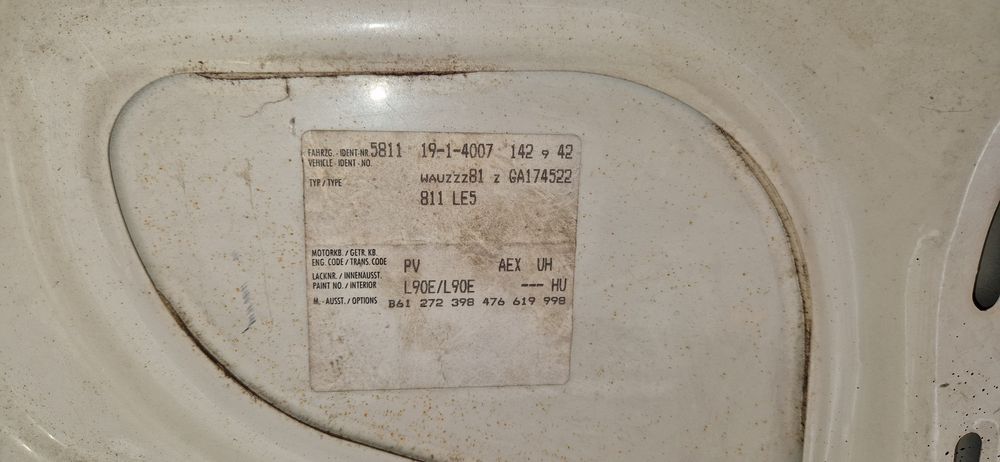 FAHRZG.-IDENT-NR. 5811 19-1-4007 142 9 42
VEHICLE-IDENT-NO.
WAUZZZ81 Z GA174522
TYP/TYPE
811 LE5
MOTORKB./GETR.KB.
ENG.CODE/TRANS.CODE PV AEX UH
LACKNR./INNENAUSST.
PAINT NO./INTERIOR L90E/L90E --- HU
M.-AUSST./OPTIONS B61 272 398 476 619 998